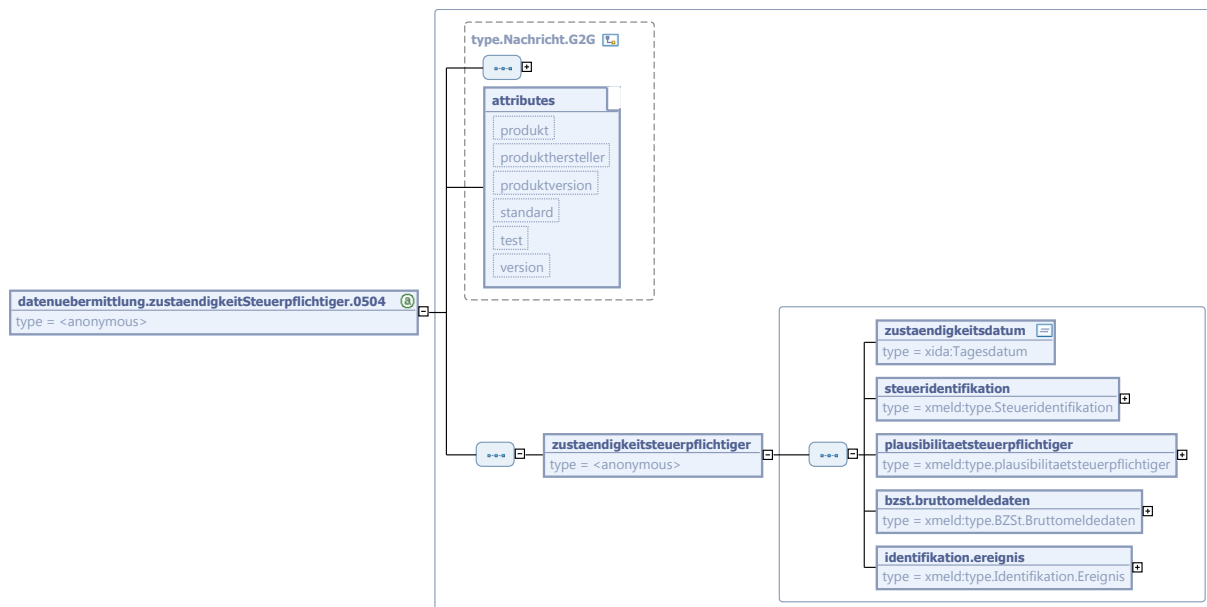 type.Nachricht.G2G
attributes
produkt
produkthersteller
produktversion
standard
test
version
datenuebermittlung.zustaendigkeitSteuerpflichtiger.0504
type = <anonymous>
zustaendigkeitsteuerpflichtiger
type = <anonymous>
zustaendigkeitsdatum
type = xida:Tagesdatum
steueridentifikation
type = xmeld:type.Steueridentifikation
plausibilitaetsteuerpflichtiger
type = xmeld:type.plausibilitaetsteuerpflichtiger
bzst.bruttomeldedaten
type = xmeld:type.BZSt.Bruttomeldedaten
identifikation.ereignis
type = xmeld:type.Identifikation.Ereignis